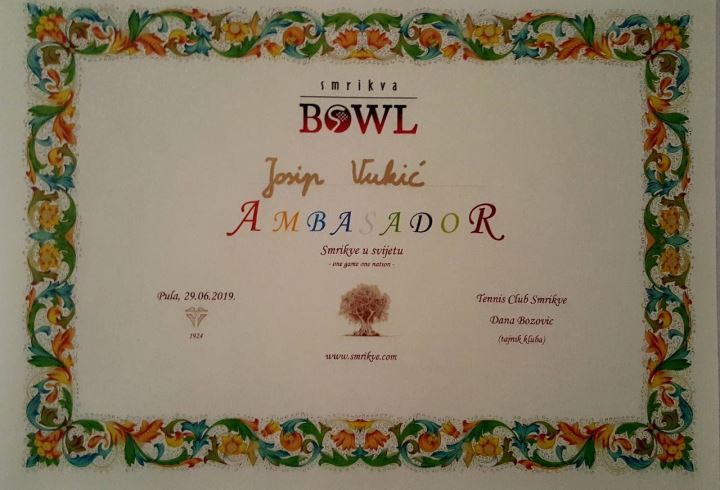 smrikva
BOWL
Josip Vukić
AMBASADOR
Smrikve u svijetu
- one game one nation -
Pula, 29.06.2019.
1924
www.smrikve.com
Tennis Club Smrikve
Dana Bozovic
(tajnik kluba)